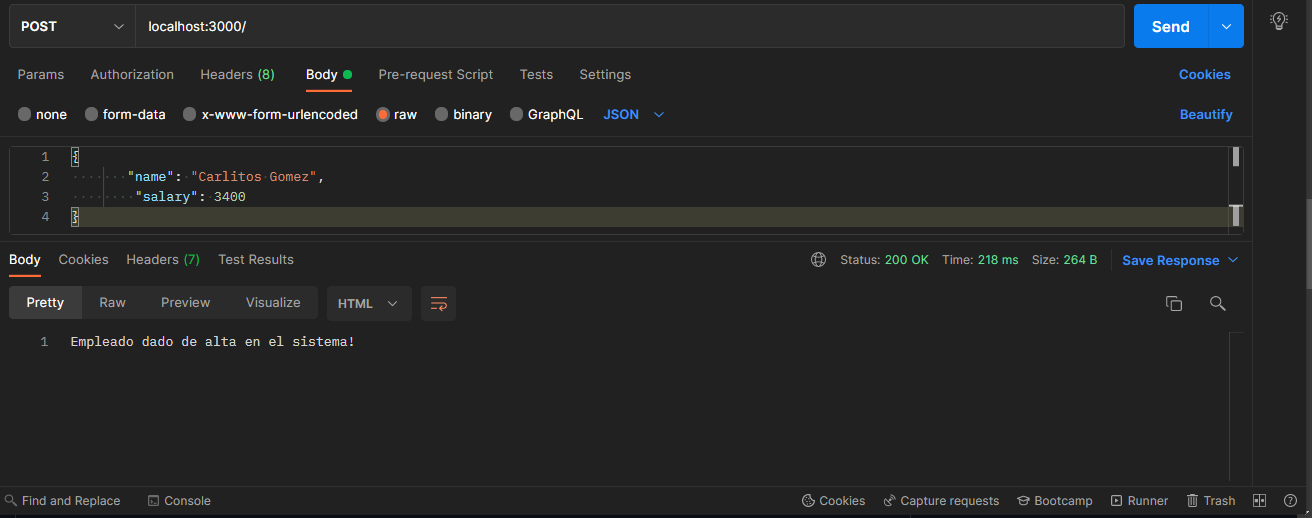 POST localhost:3000/ Send
Params Authorization Headers (8) Body Pre-request Script Tests Settings Cookies
none form-data x-www-form-urlencoded raw binary GraphQL JSON Beautify
1 {
2 "name": "Carlitos Gomez",
3 "salary": 3400
4 }
Body Cookies Headers (7) Test Results Status: 200 OK Time: 218 ms Size: 264 B Save Response
Pretty Raw Preview Visualize HTML
1 Empleado dado de alta en el sistema!
Find and Replace Console Cookies Capture requests Bootcamp Runner Trash